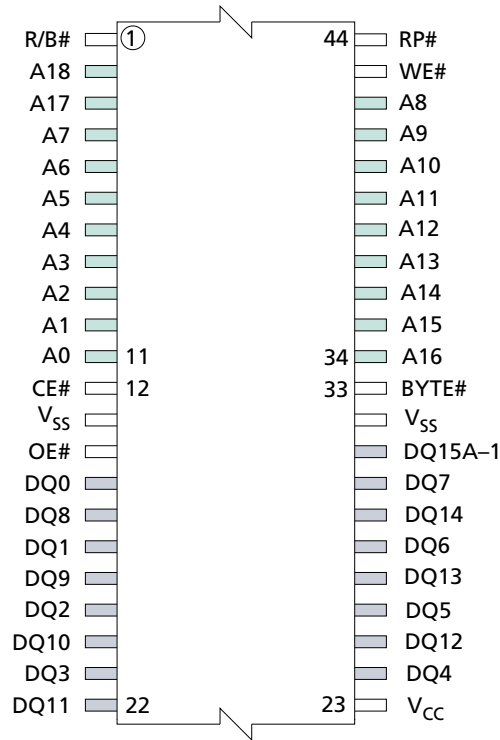 R/B# 1 44 RP#
A18 WE#
A17 A8
A7 A9
A6 A10
A5 A11
A4 A12
A3 A13
A2 A14
A1 A15
A0 11 34 A16
CE# 12 33 BYTE#
VSS VSS
OE# DQ15A–1
DQ0 DQ7
DQ8 DQ14
DQ1 DQ6
DQ9 DQ13
DQ2 DQ5
DQ10 DQ12
DQ3 DQ4
DQ11 22 23 VCC